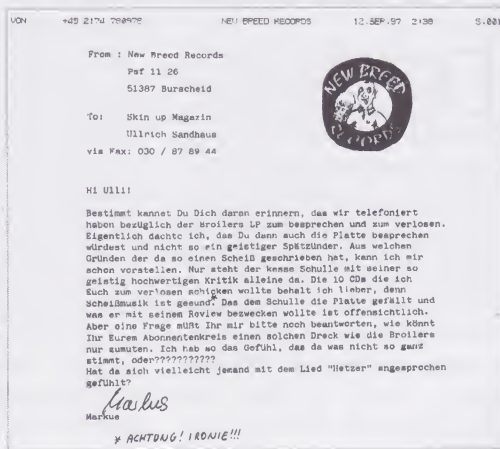 VON +49 2174 780978 NEW BREED RECORDS 12.SEP.97 2:38 S.001
From : New Breed Records
Psf 11 26
51387 Burscheid
NEW BREED
RECORDS
To: Skin up Magazin
Ullrich Sandhaus
via Fax: 030 / 87 89 44
Hi Ulli!
Bestimmt kannst Du Dich daran erinnern, das wir telefoniert
haben bezüglich der Broilers LP zum besprechen und zum verlosen.
Eigentlich dachte ich, das Du dann auch die Platte besprechen
würdest und nicht so ein geistiger Spätzünder. Aus welchen
Gründen der da so einen Scheiß geschrieben hat, kann ich mir
schon vorstellen. Nur steht der kesse Schulle mit seiner so
geistig hochwertigen Kritik alleine da. Die 10 CDs die ich
Euch zum verlosen schicken wollte behalt ich lieber, denn
Scheißmusik ist gesund.* Das dem Schulle die Platte gefällt und
was er mit seinem Review bezwecken wollte ist offensichtlich.
Aber eine Frage müßt Ihr mir bitte noch beantworten, wie könnt
Ihr Eurem Abonnentenkreis einen solchen Dreck wie die Broilers
nur zumuten. Ich hab so das Gefühl, das da was nicht so ganz
stimmt, oder???????????
Hat da sich vielleicht jemand mit dem Lied "Hetzer" angesprochen
gefühlt?
Markus
Markus
* ACHTUNG! IRONIE!!!